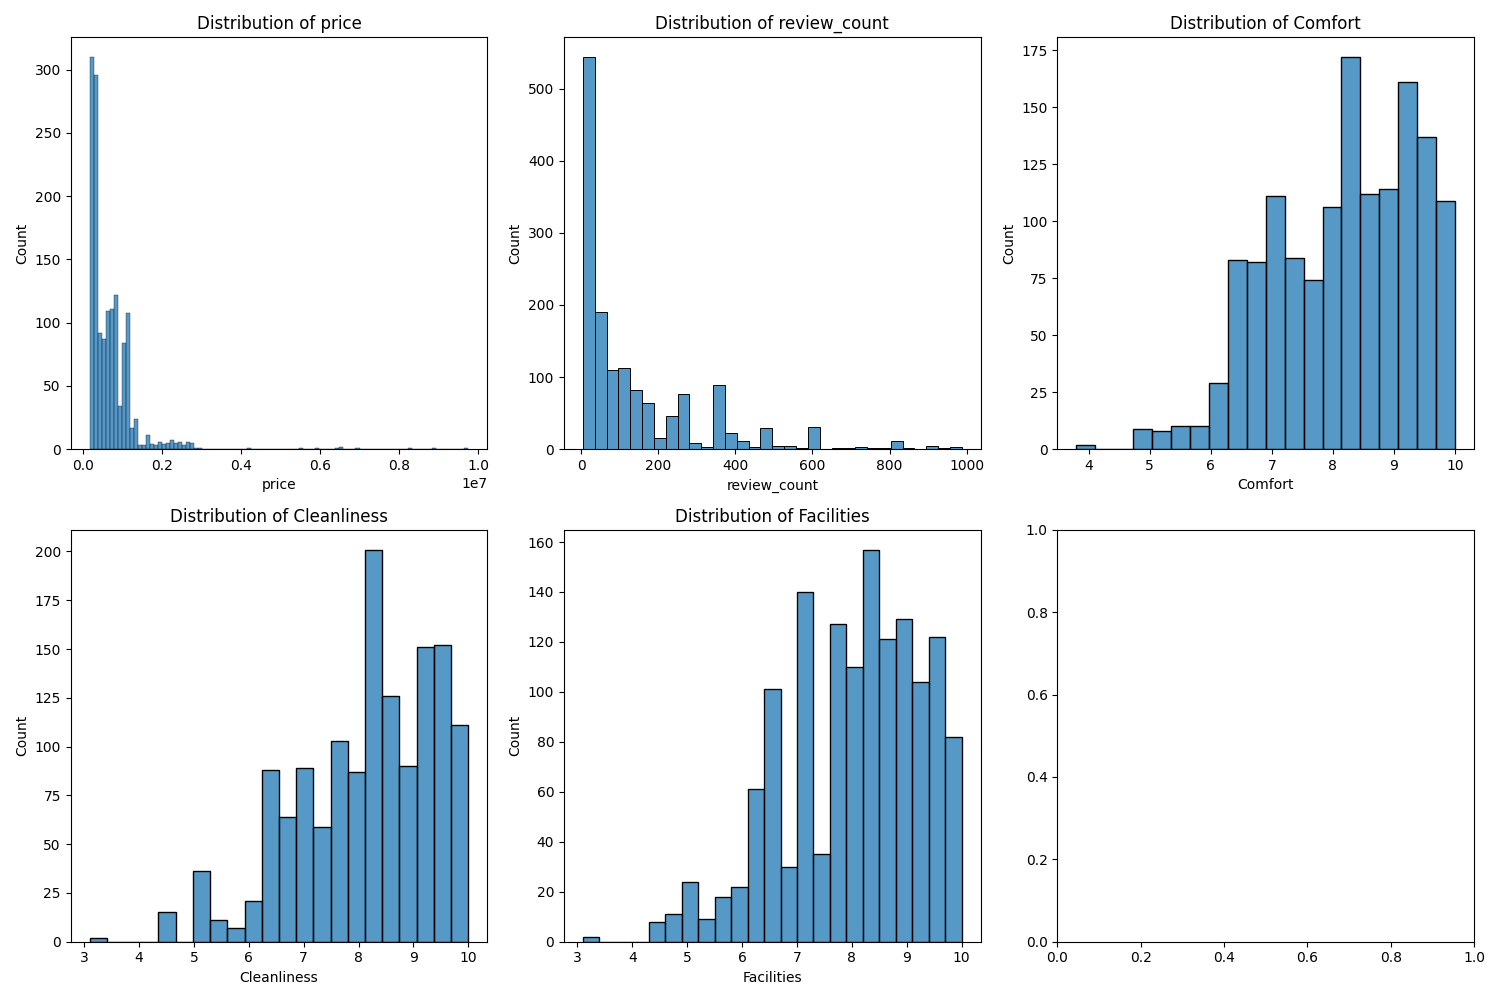 Distribution of price
Count
300
250
200
150
100
50
0
0.0 0.2 0.4 0.6 0.8 1.0
1e7
price
Distribution of review_count
Count
500
400
300
200
100
0
0 200 400 600 800 1000
review_count
Distribution of Comfort
Count
175
150
125
100
75
50
25
0
4 5 6 7 8 9 10
Comfort
Distribution of Cleanliness
Count
200
175
150
125
100
75
50
25
0
3 4 5 6 7 8 9 10
Cleanliness
Distribution of Facilities
Count
160
140
120
100
80
60
40
20
0
3 4 5 6 7 8 9 10
Facilities
1.0
0.8
0.6
0.4
0.2
0.0
0.0 0.2 0.4 0.6 0.8 1.0